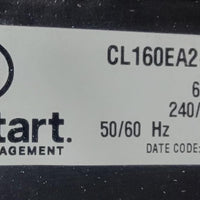 CL160EA2
6
240/
tart.
50/60 Hz
AGEMENT
DATE CODE: